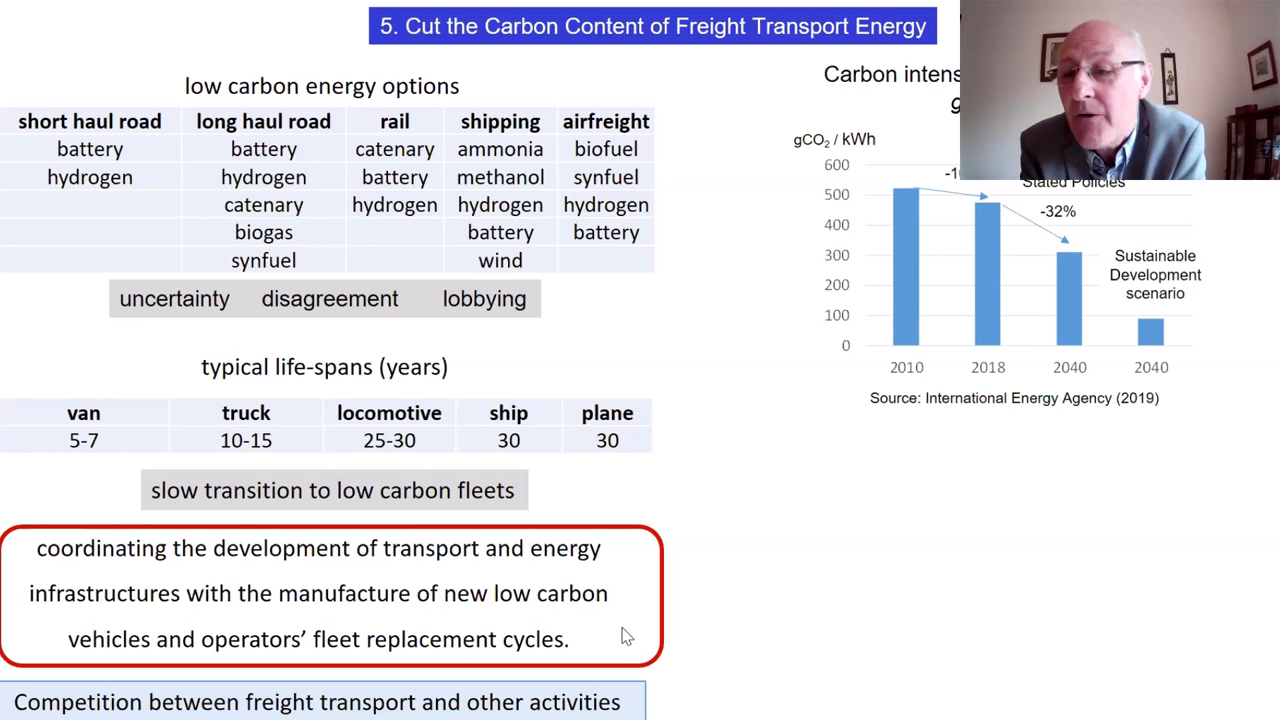 5. Cut the Carbon Content of Freight Transport Energy
low carbon energy options
short haul road long haul road rail shipping airfreight
battery battery catenary ammonia biofuel
hydrogen hydrogen battery methanol synfuel
catenary hydrogen hydrogen hydrogen
biogas battery battery
synfuel wind
uncertainty disagreement lobbying
typical life-spans (years)
van truck locomotive ship plane
5-7 10-15 25-30 30 30
slow transition to low carbon fleets
coordinating the development of transport and energy
infrastructures with the manufacture of new low carbon
vehicles and operators’ fleet replacement cycles.
Competition between freight transport and other activities
Carbon
gCO₂ / kWh
600
500
400
300
200
100
0
Stated Policies
-32%
Sustainable
Development
scenario
2010 2018 2040 2040
Source: International Energy Agency (2019)